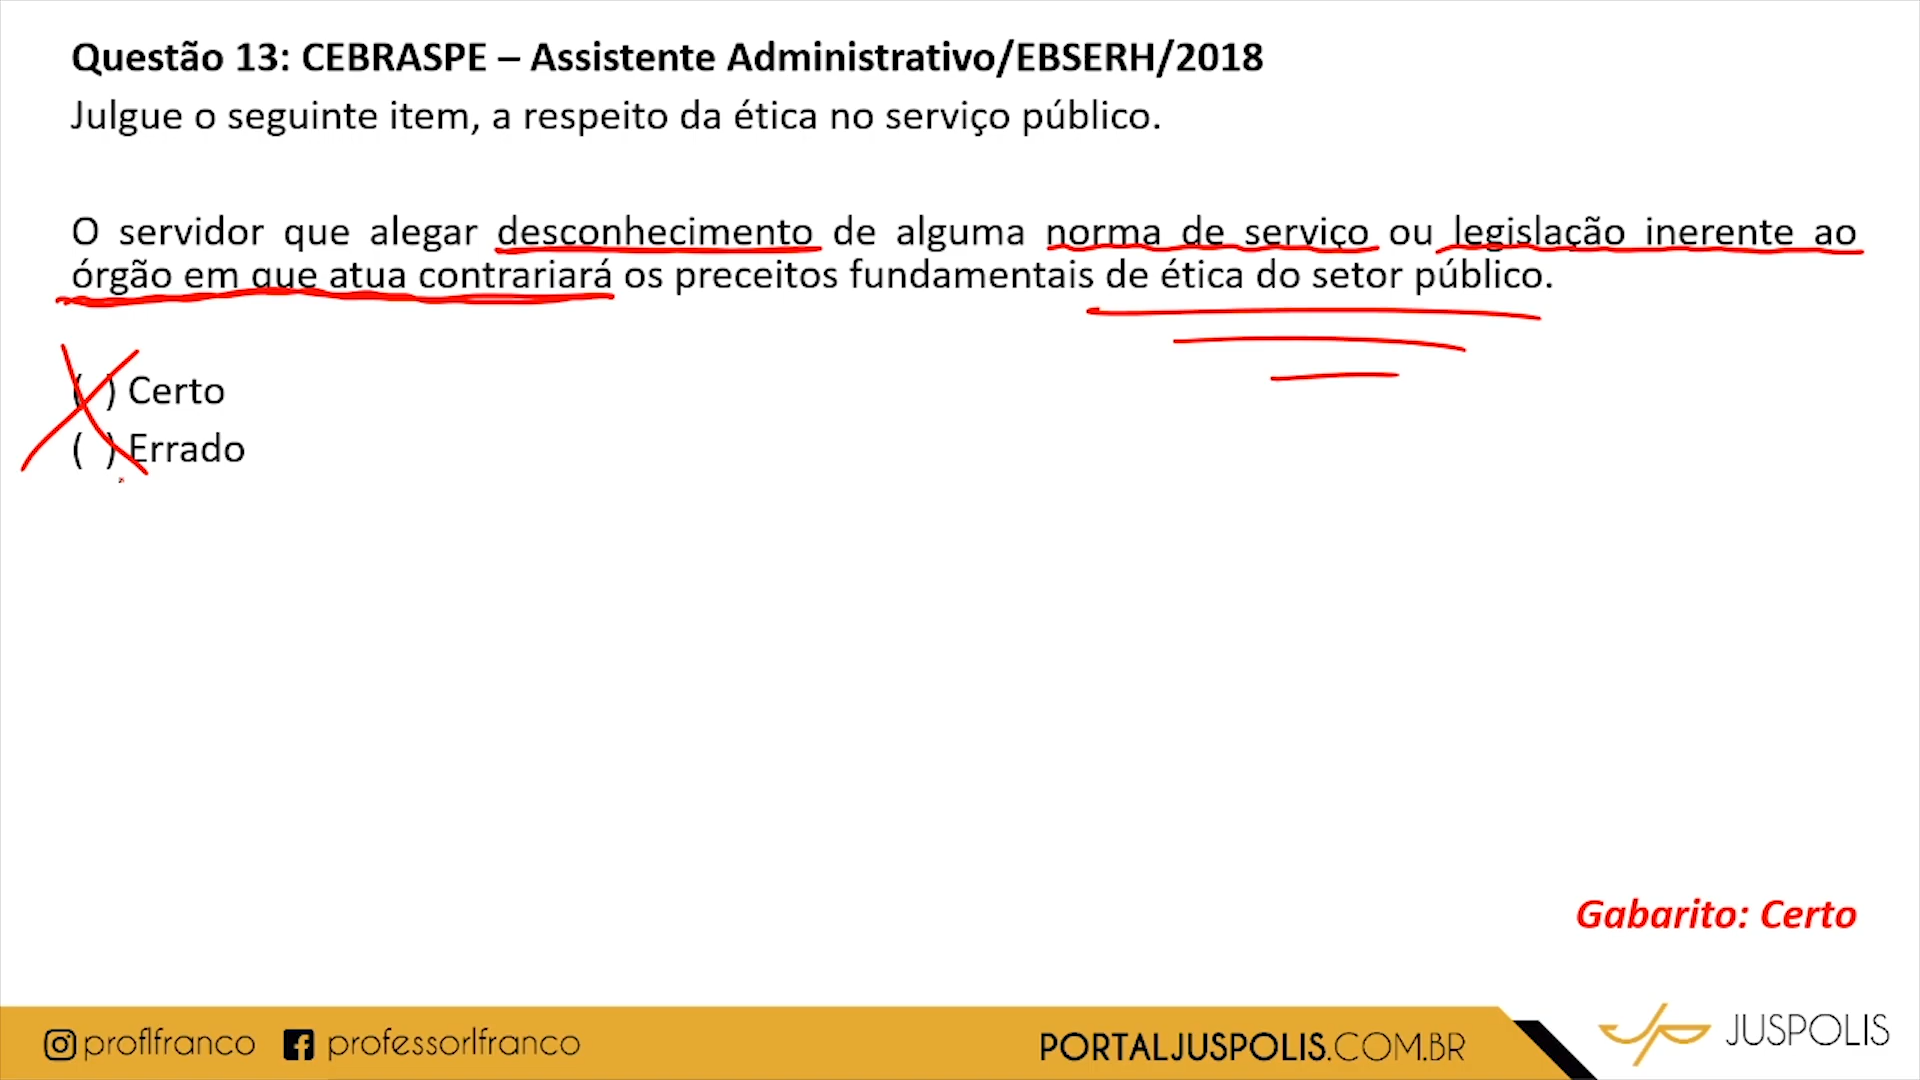 Questão 13: CEBRASPE – Assistente Administrativo/EBSERH/2018
Julgue o seguinte item, a respeito da ética no serviço público.
O servidor que alegar desconhecimento de alguma norma de serviço ou legislação inerente ao
órgão em que atua contrariará os preceitos fundamentais de ética do setor público.
( ) Certo
( ) Errado
Gabarito: Certo
proflfranco professorlfranco PORTALJUSPOLIS.COM.BR JUSPOLIS